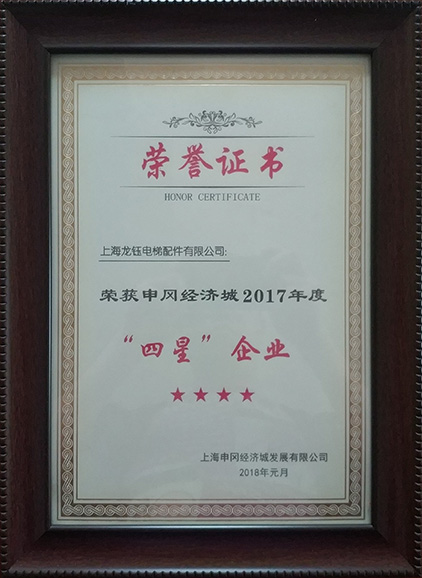 荣誉证书
HONOR CERTIFICATE
上海龙钰电梯配件有限公司:
荣获申冈经济城2017年度
“四星”企业
★★★★
上海申冈经济城发展有限公司
2018年元月